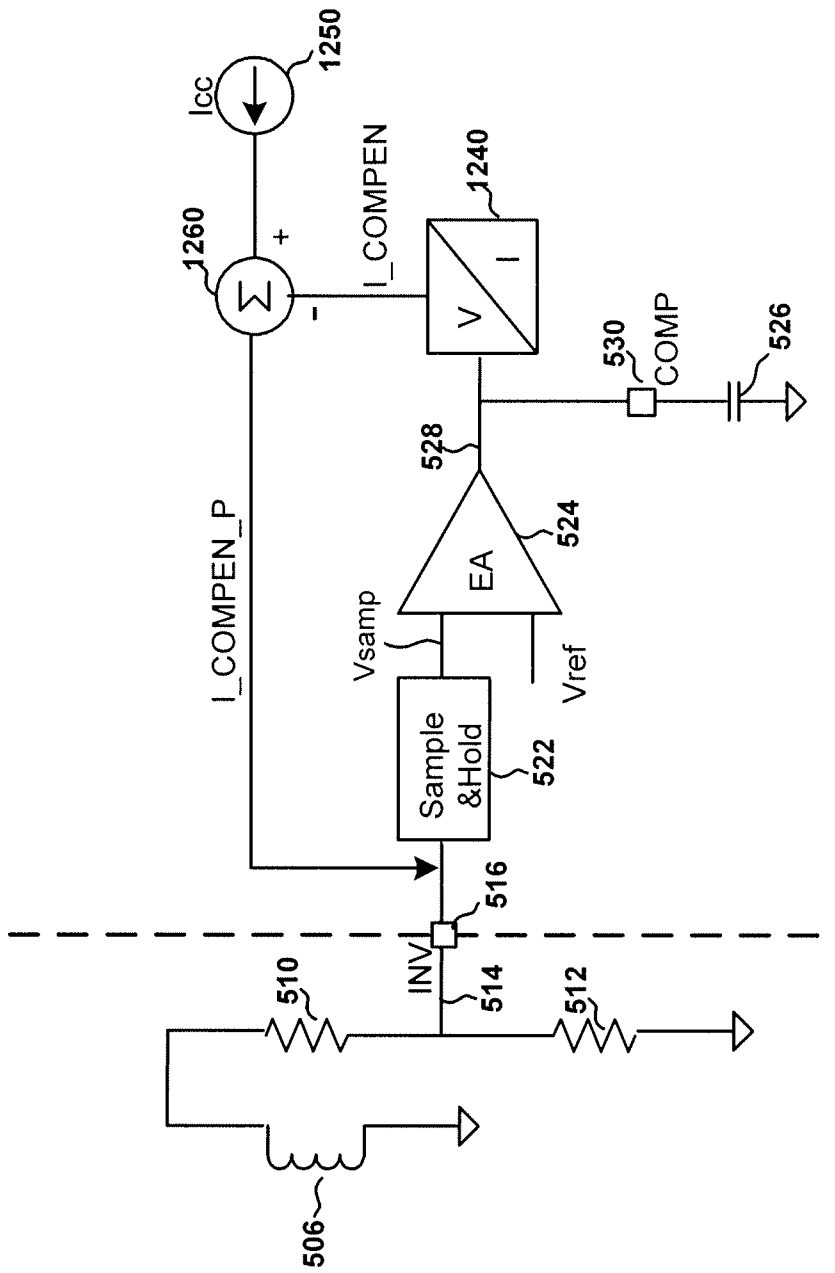 1250
Icc
1260
Σ
+
-
I_COMPEN
1240
V
I
I_COMPEN_P
528
530
COMP
526
EA
524
Vsamp
Vref
Sample
&Hold
522
516
INV
514
510
512
506